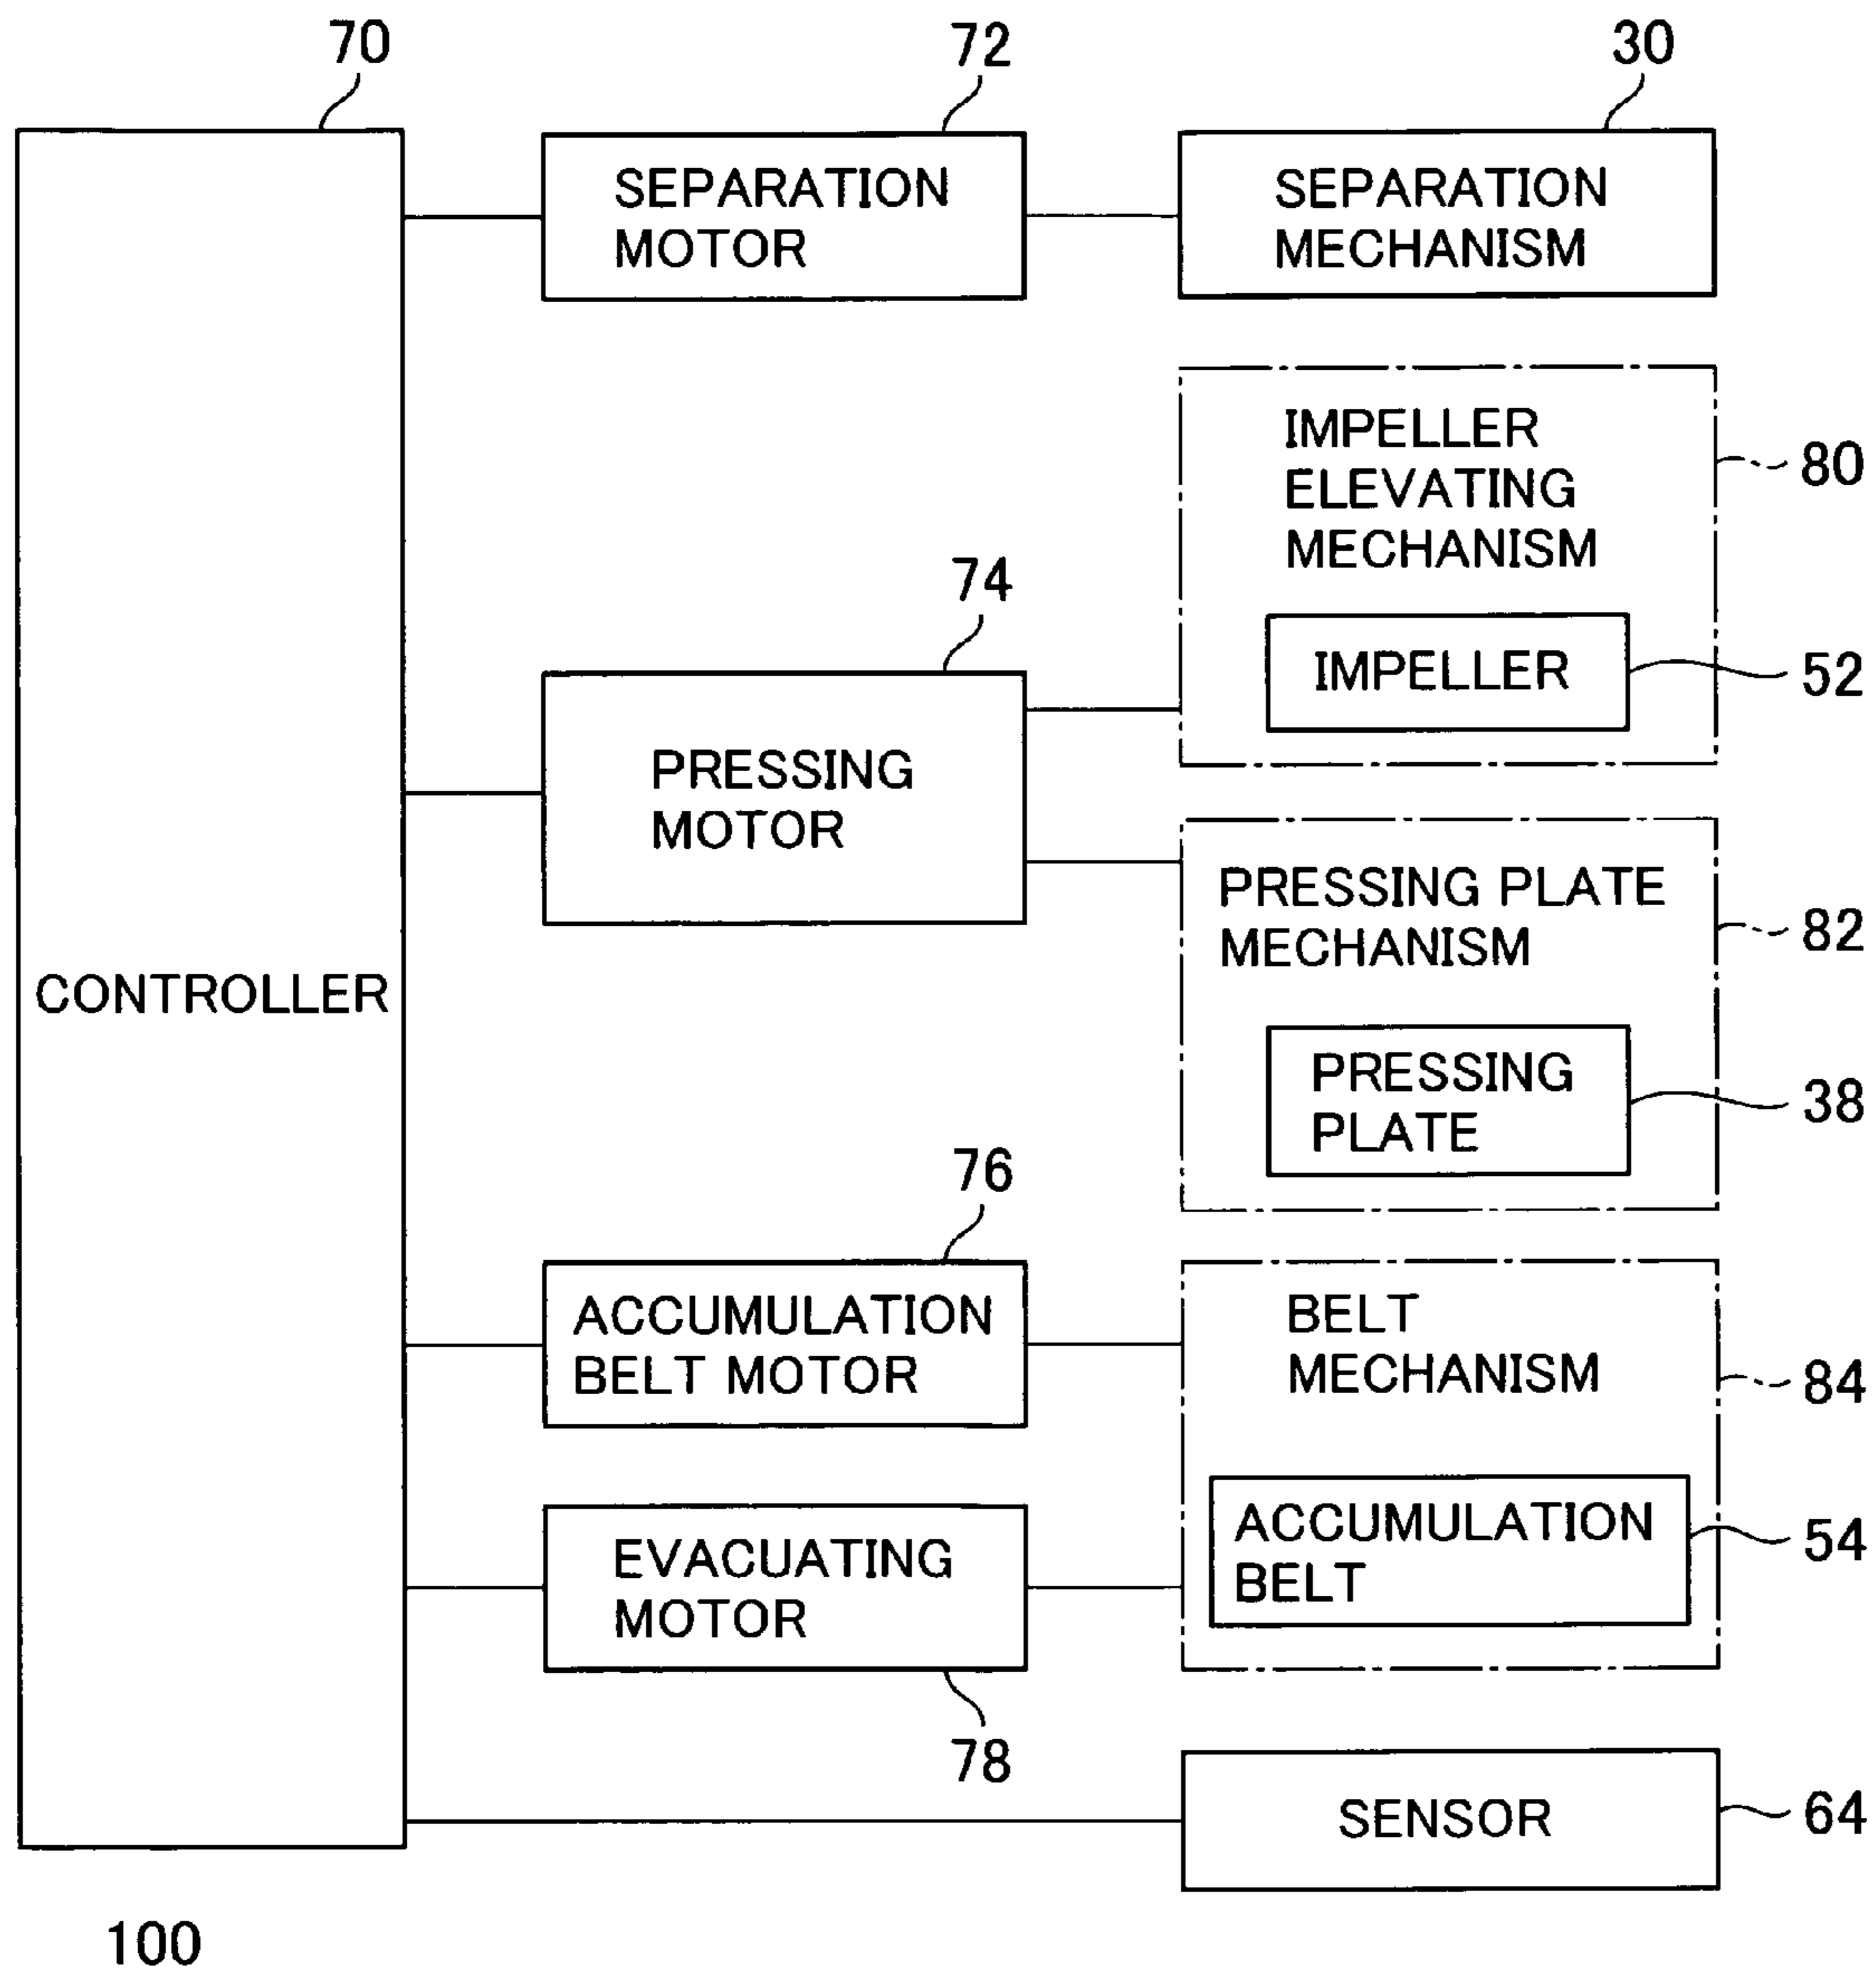 70
72
30
SEPARATION
MOTOR
SEPARATION
MECHANISM
IMPELLER
ELEVATING
MECHANISM
80
74
IMPELLER
52
PRESSING
MOTOR
PRESSING PLATE
MECHANISM
82
CONTROLLER
PRESSING
PLATE
38
76
ACCUMULATION
BELT MOTOR
BELT
MECHANISM
84
ACCUMULATION
BELT
54
EVACUATING
MOTOR
78
SENSOR
64
100